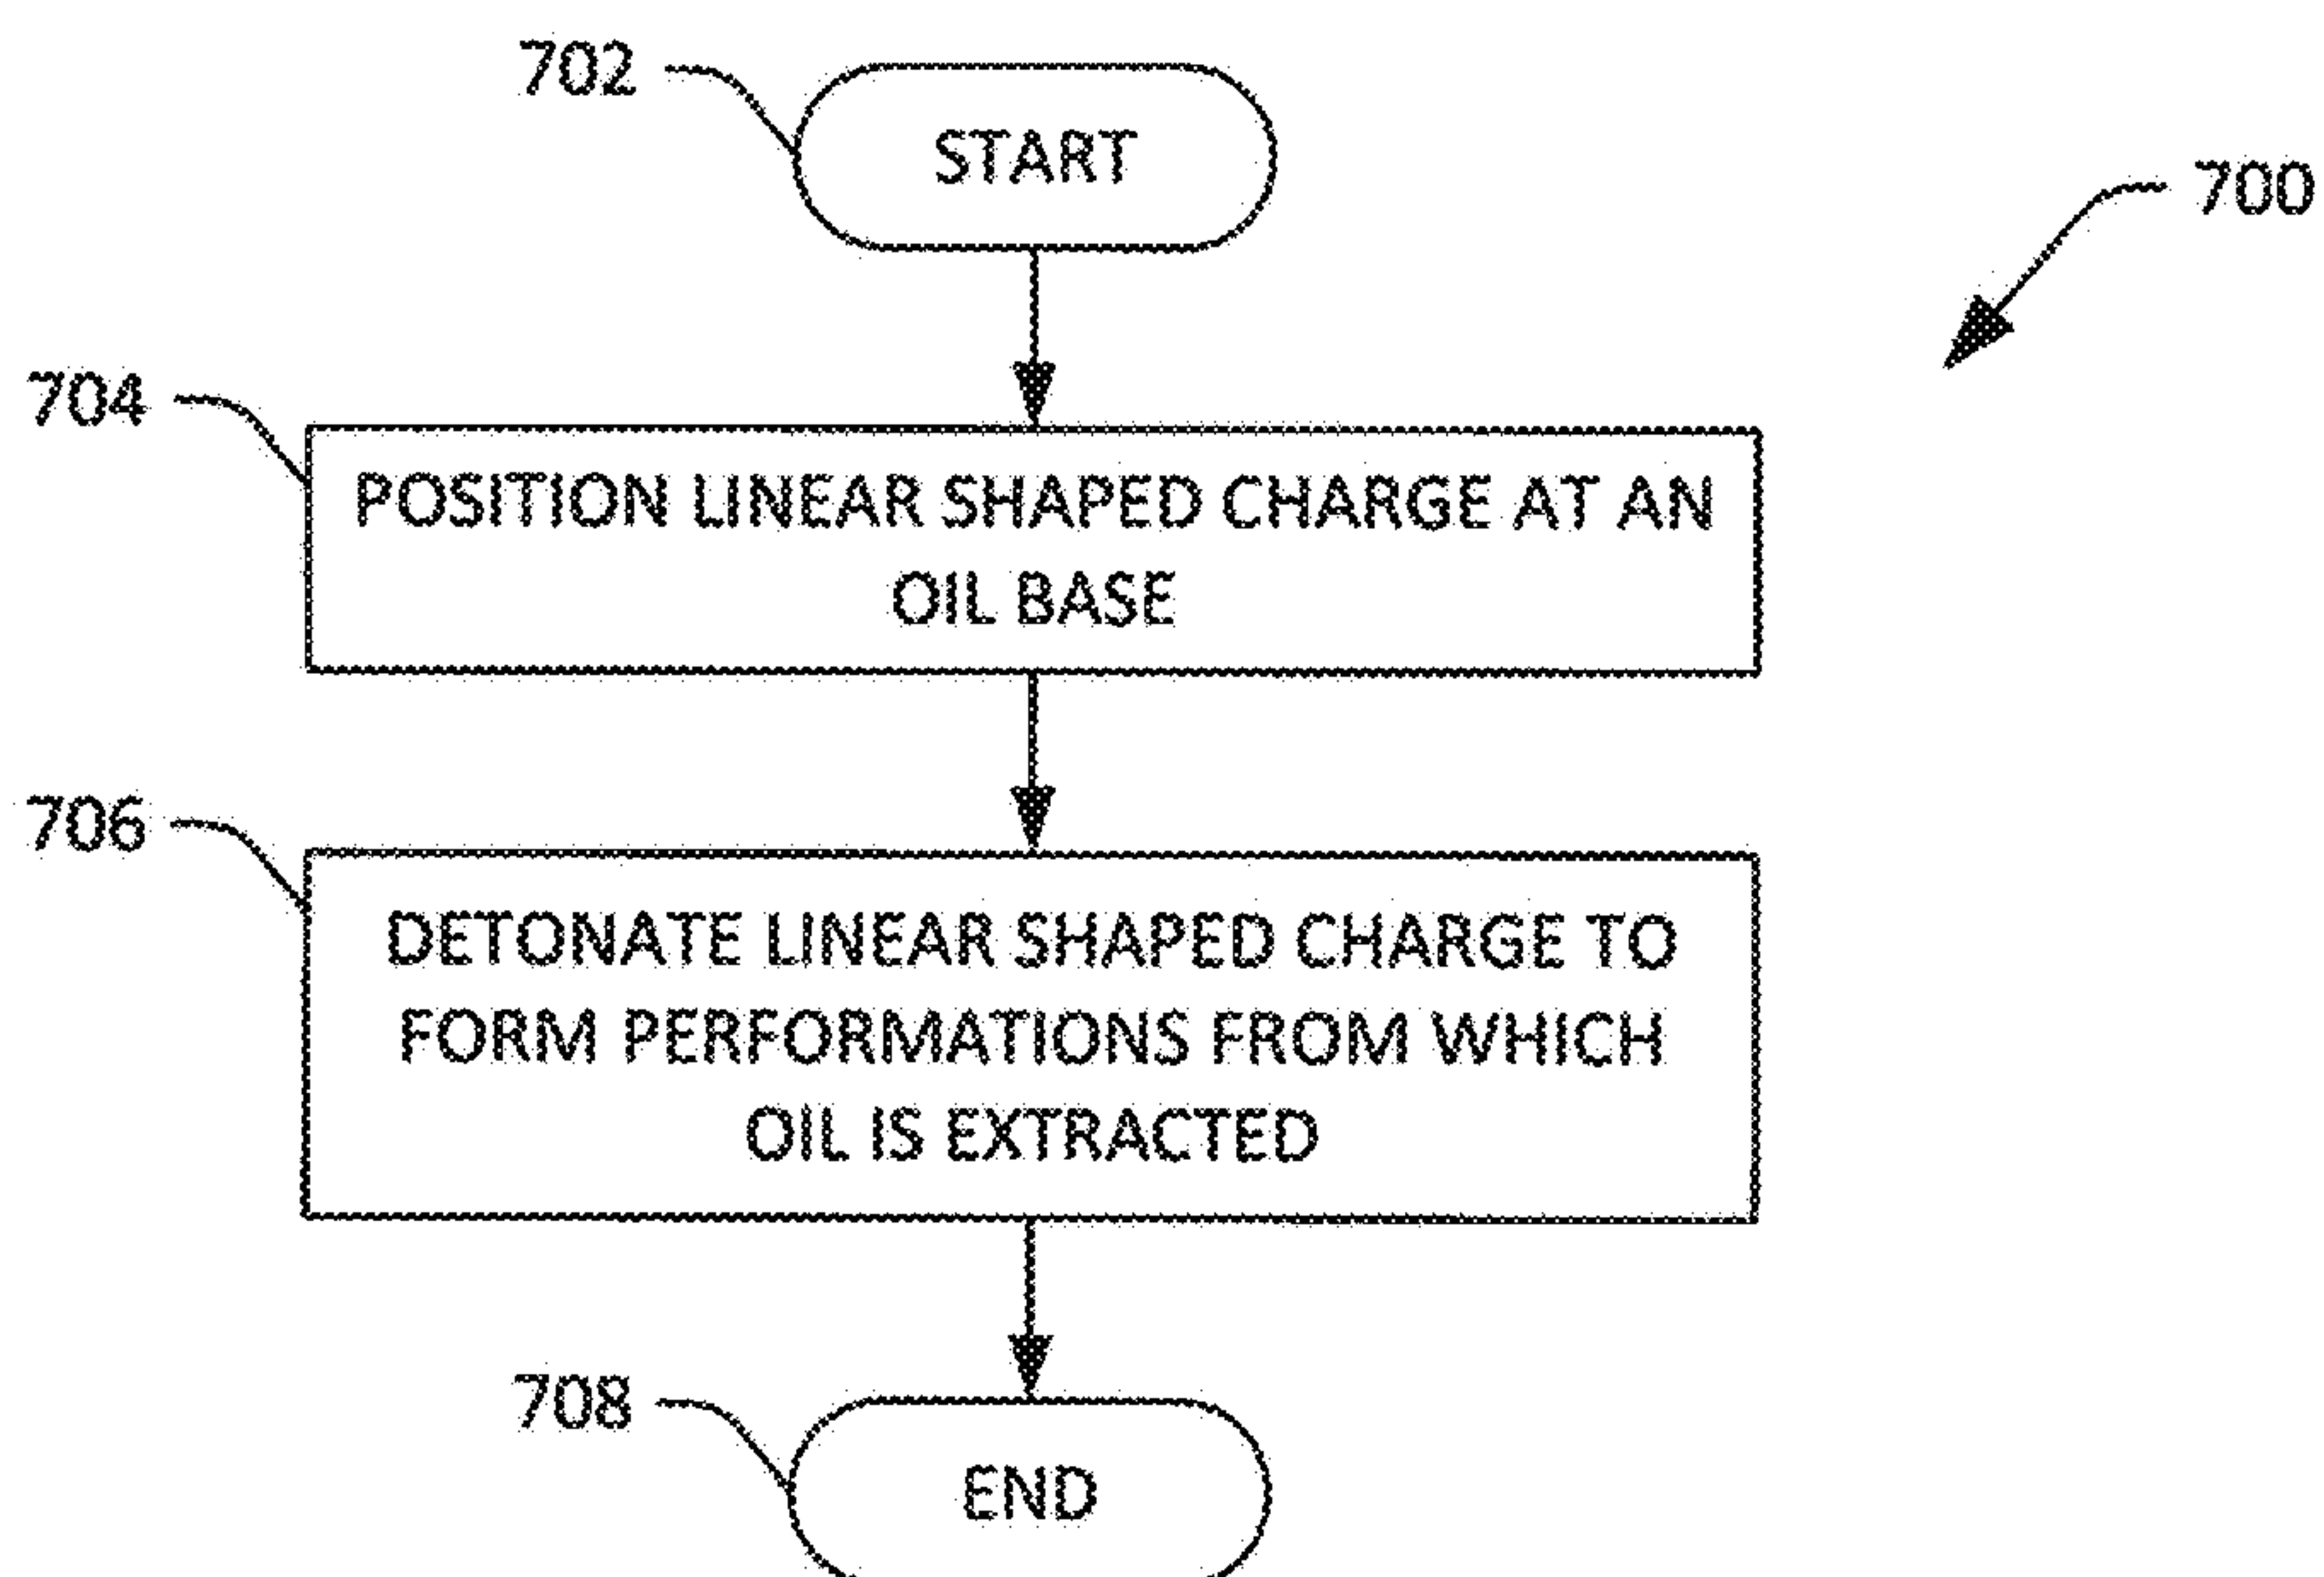 702
START
700
704
POSITION LINEAR SHAPED CHARGE AT AN
OIL BASE
706
DETONATE LINEAR SHAPED CHARGE TO
FORM PERFORMATIONS FROM WHICH
OIL IS EXTRACTED
708
END